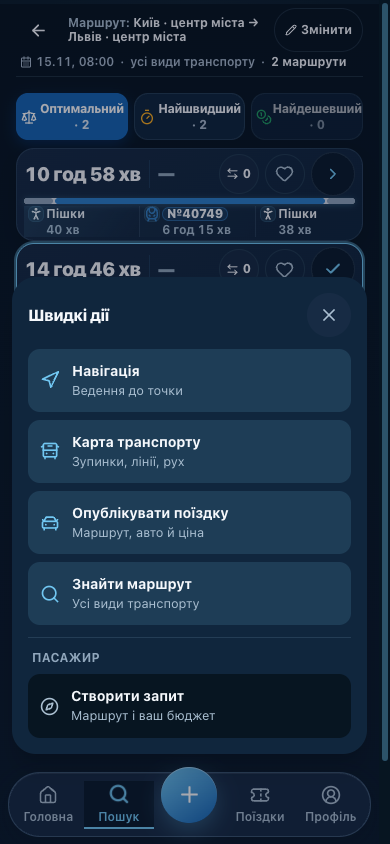 Маршрут: Київ · центр міста →
Львів · центр міста
Змінити
15.11, 08:00 · усі види транспорту · 2 маршрути
Оптимальний · 2
Найшвидший · 2
Найдешевший · 0
10 год 58 хв — 0
Пішки
40 хв
№40749
6 год 15 хв
Пішки
38 хв
14 год 46 хв — 0
Швидкі дії
Навігація
Ведення до точки
Карта транспорту
Зупинки, лінії, рух
Опублікувати поїздку
Маршрут, авто й ціна
Знайти маршрут
Усі види транспорту
ПАСАЖИР
Створити запит
Маршрут і ваш бюджет
Головна
Пошук
Поїздки
Профіль